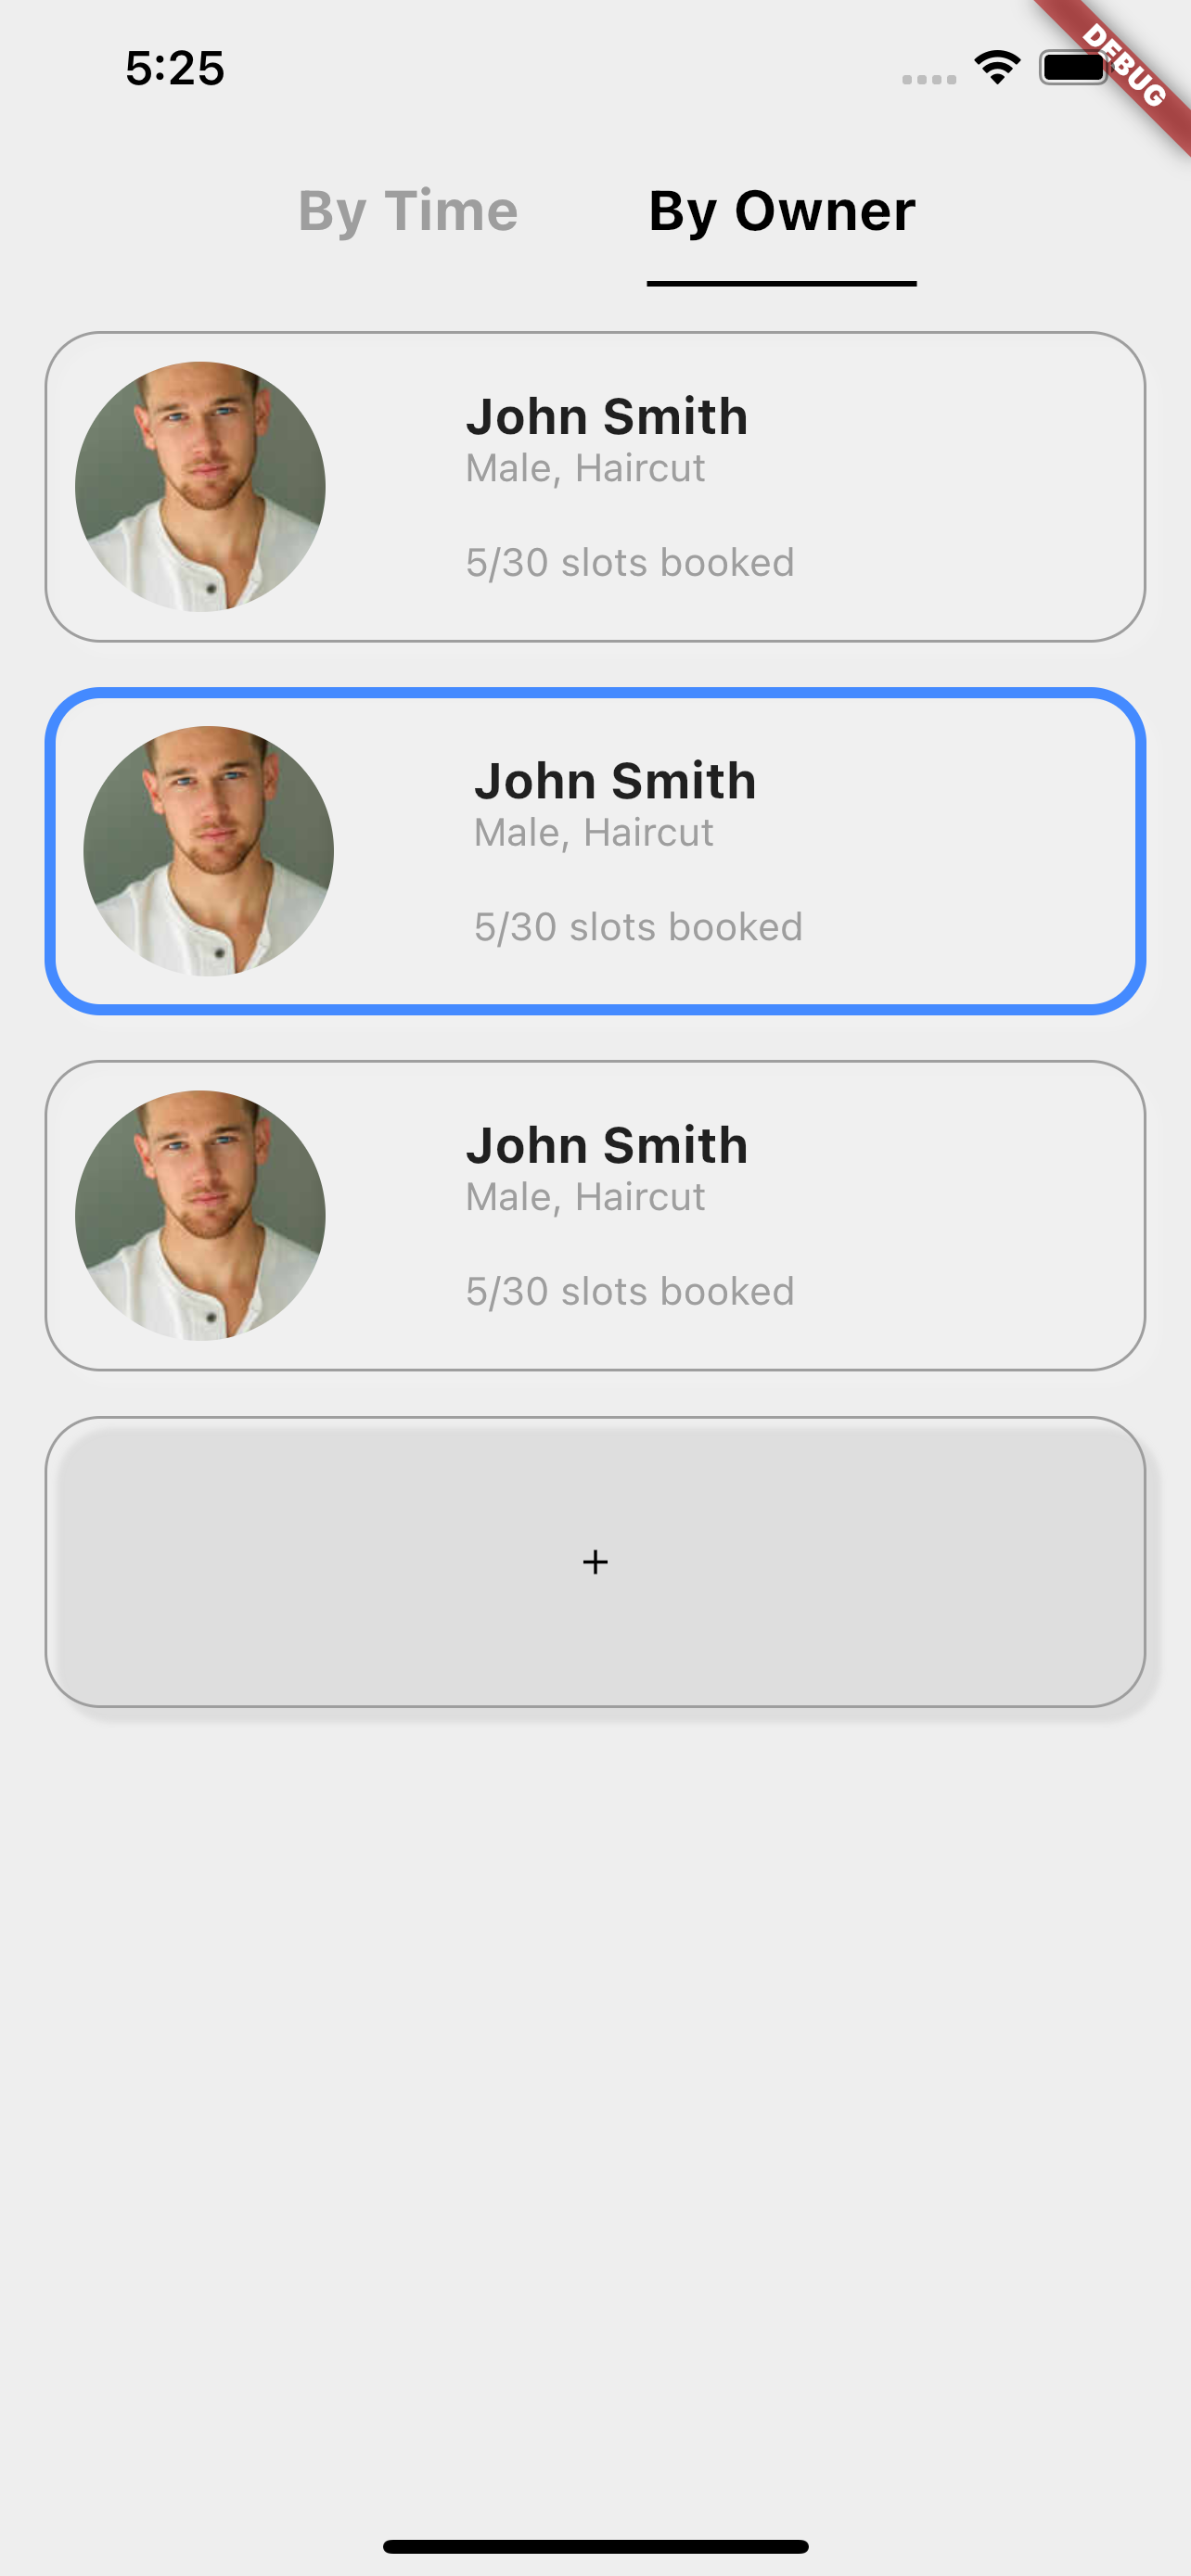 5:25
DEBUG
By Time By Owner
John Smith
Male, Haircut
5/30 slots booked
John Smith
Male, Haircut
5/30 slots booked
John Smith
Male, Haircut
5/30 slots booked
+